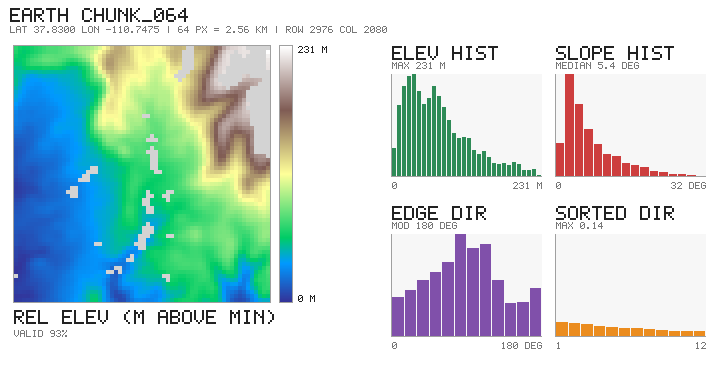 EARTH CHUNK_064
LAT 37.8300 LON -110.7475 | 64 PX = 2.56 KM | ROW 2976 COL 2080
231 M
0 M
REL ELEV (M ABOVE MIN)
VALID 93%
ELEV HIST
MAX 231 M
0 231 M
SLOPE HIST
MEDIAN 5.4 DEG
0 32 DEG
EDGE DIR
MOD 180 DEG
0 180 DEG
SORTED DIR
MAX 0.14
1 12